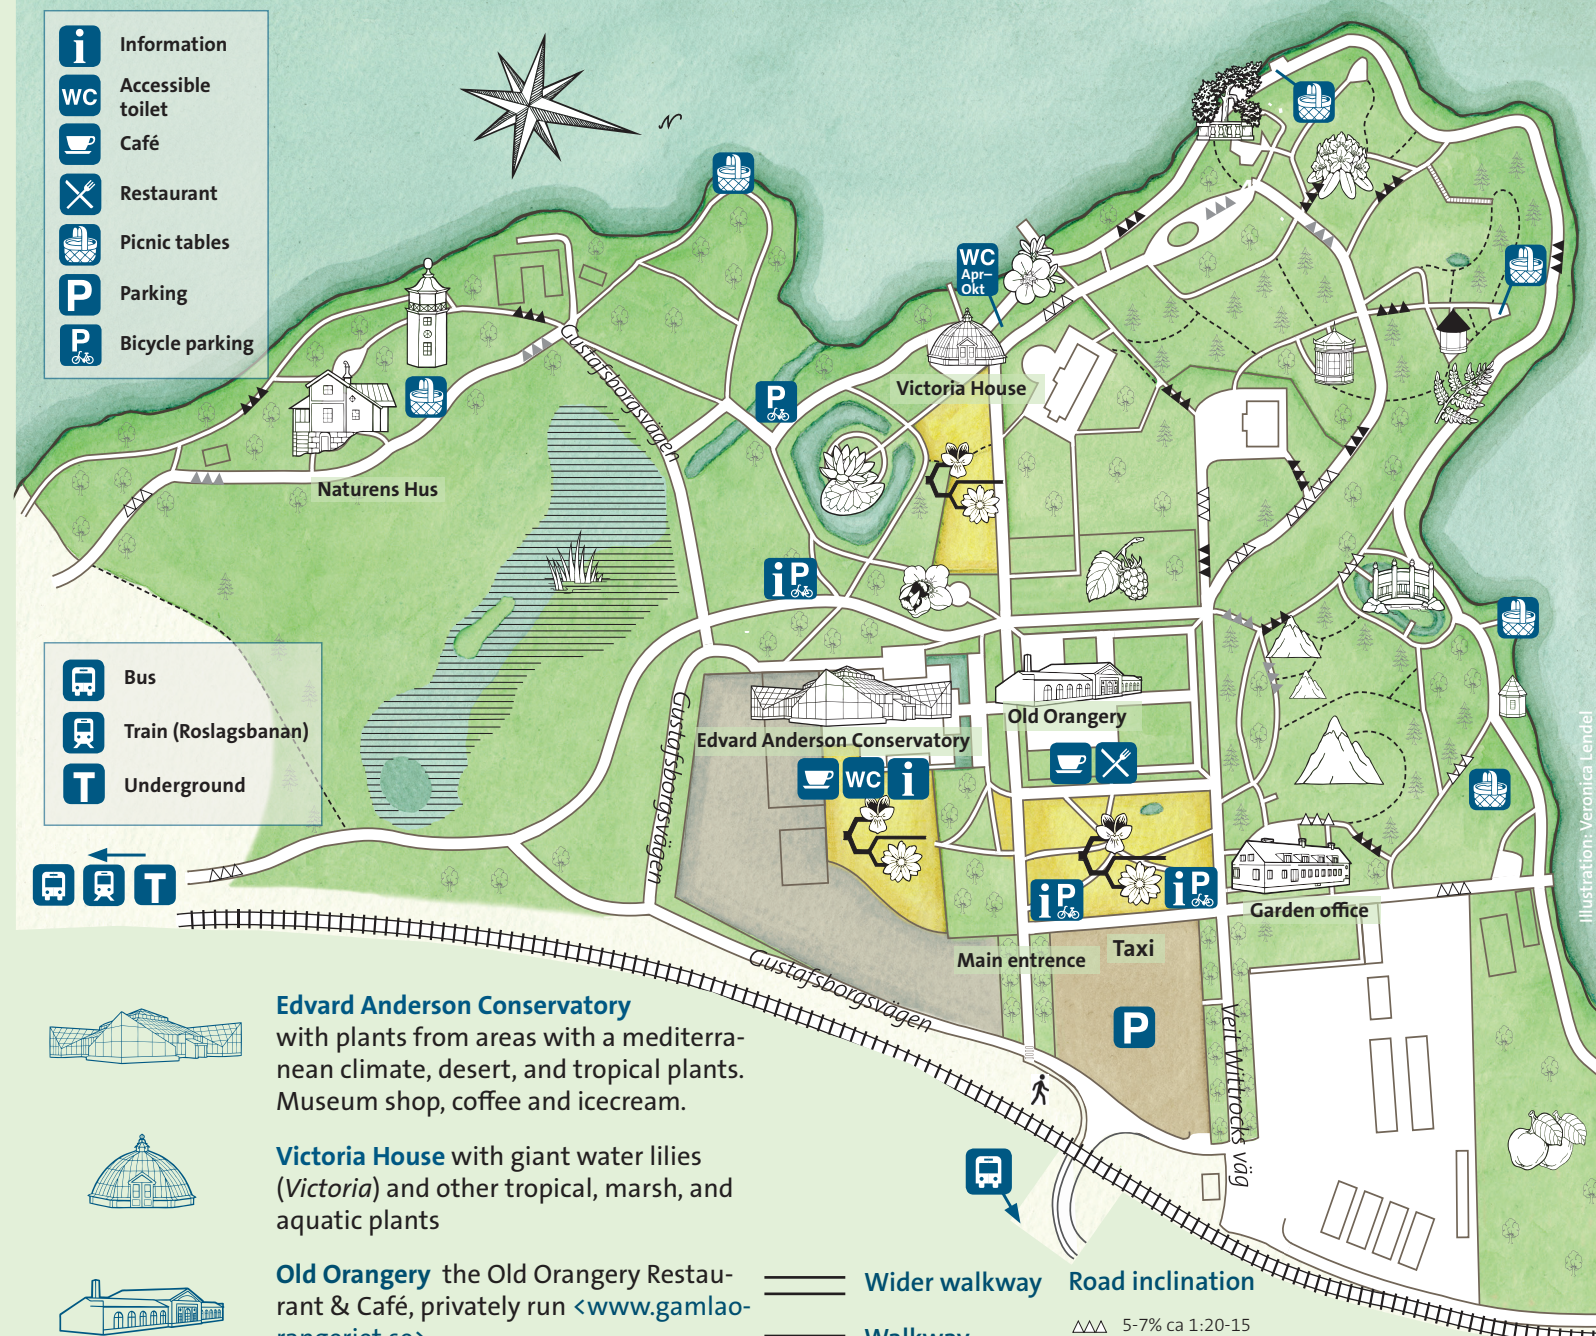 Information
WC
Accessible
toilet
Café
Restaurant
Picnic tables
P
Parking
P
Bicycle parking
N
WC
Apr–
Okt
Victoria House
P
Gustafsborgsvägen
Naturens Hus
i P
Bus
Train (Roslagsbanan)
T
Underground
Gustafsborgsvägen
Edvard Anderson Conservatory
WC
i
Old Orangery
i P
i P
Garden office
Main entrence
Taxi
T
P
Gustafsborgsvägen
Veit Wittrocks väg
Illustration: Veronica Lendel
Edvard Anderson Conservatory
with plants from areas with a mediterra-
nean climate, desert, and tropical plants.
Museum shop, coffee and icecream.
Victoria House with giant water lilies
(Victoria) and other tropical, marsh, and
aquatic plants
Old Orangery the Old Orangery Restau-
rant & Café, privately run <www.gamlao-
rangeriet.se>
Wider walkway
Walkway
Road inclination
5-7% ca 1:20-15